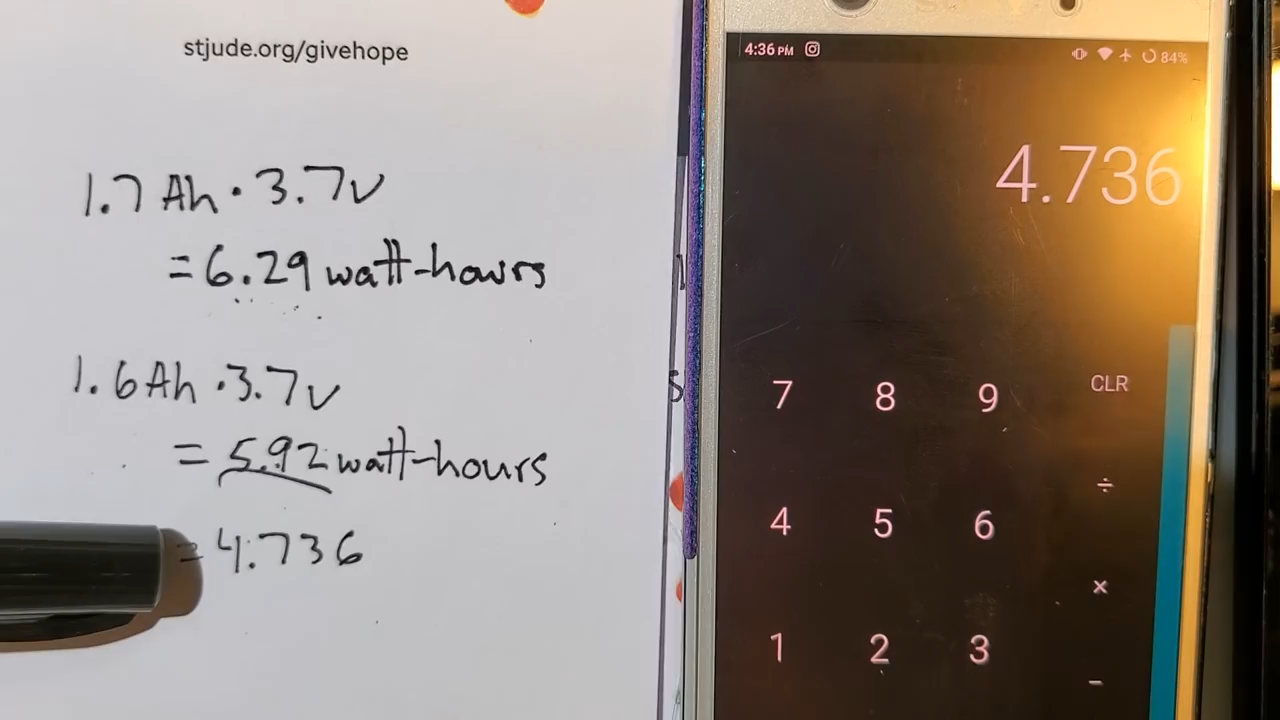 stjude.org/givehope
1.7 Ah · 3.7v
= 6.29 watt-hours
1.6 Ah · 3.7v
= 5.92 watt-hours
= 4.736
4:36 PM 84%
4.736
7 8 9 CLR
÷
4 5 6
×
1 2 3
−